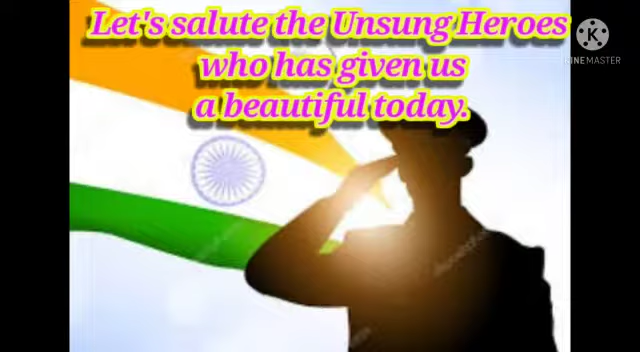 Let's salute the Unsung Heroes
who has given us
a beautiful today.
K
KINEMASTER